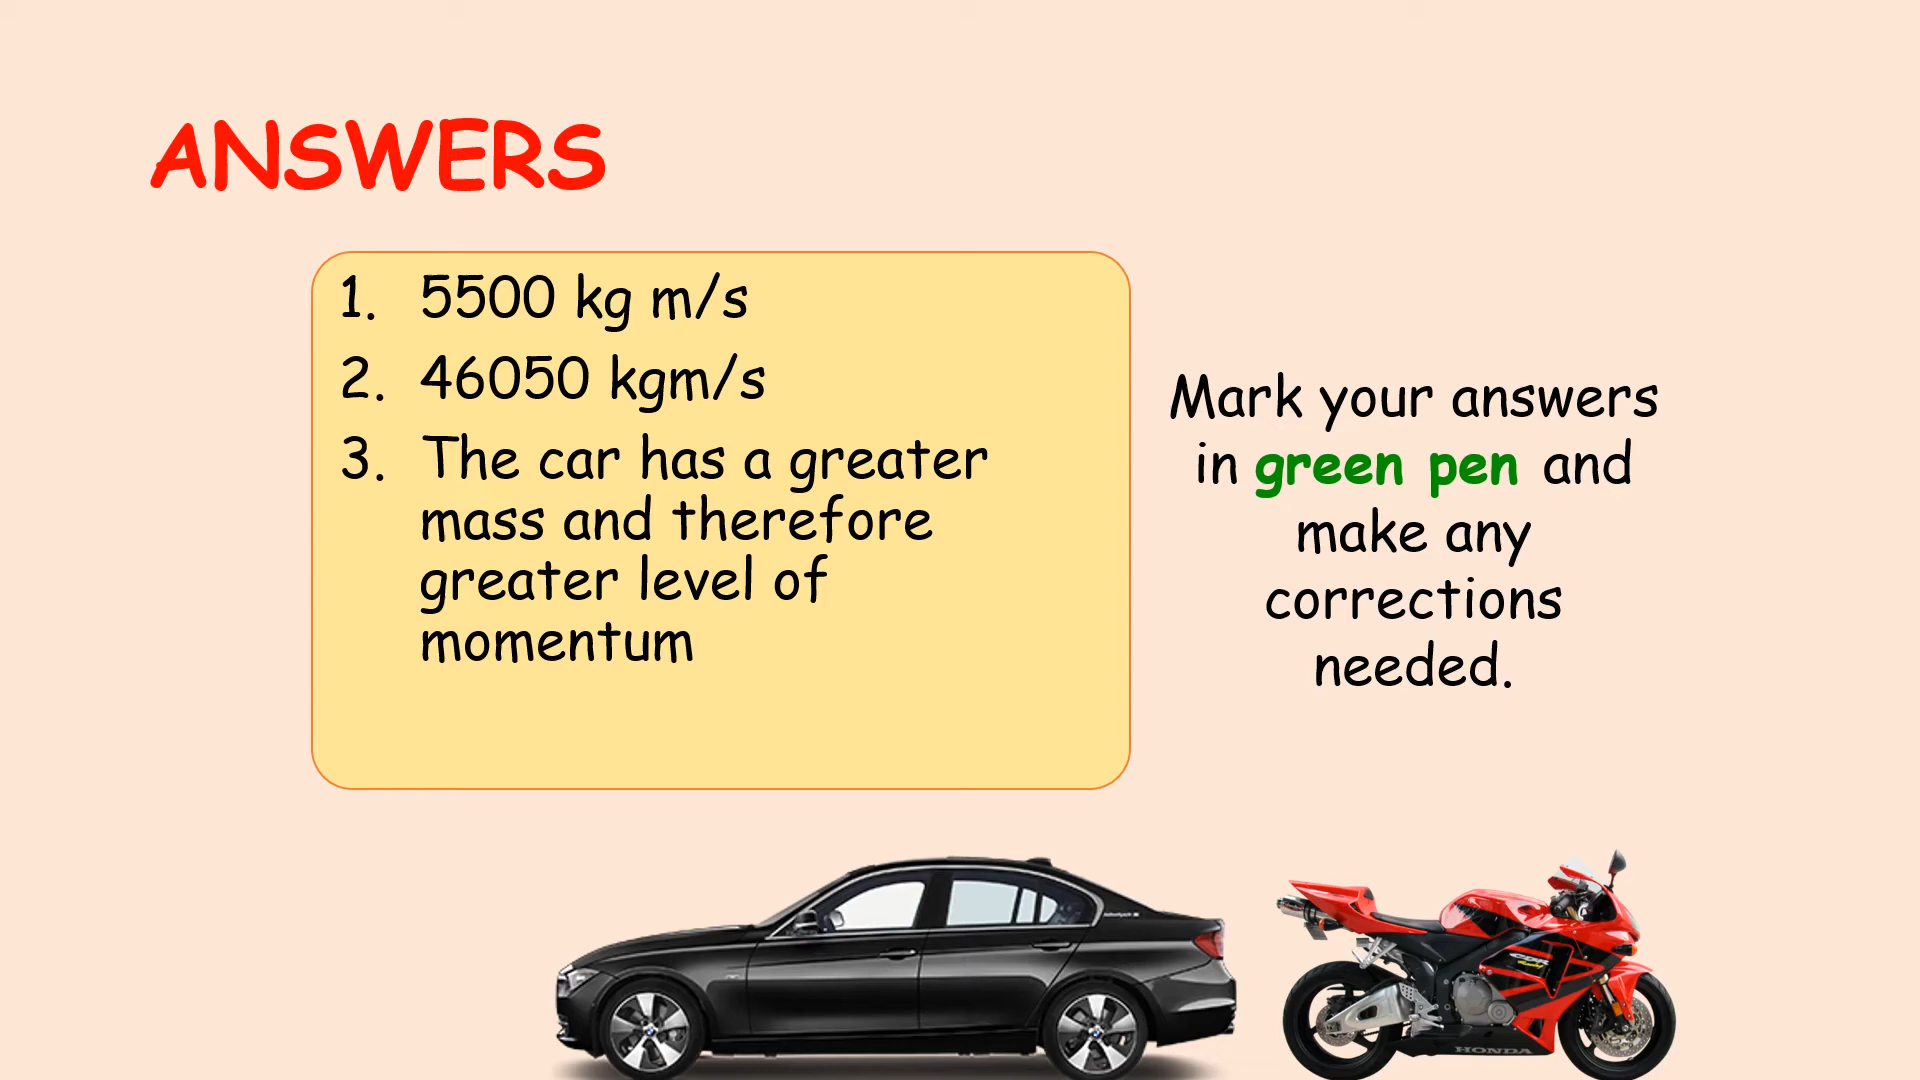 ANSWERS
1. 5500 kg m/s
2. 46050 kgm/s
3. The car has a greater
mass and therefore
greater level of
momentum
Mark your answers
in green pen and
make any
corrections
needed.
HONDA